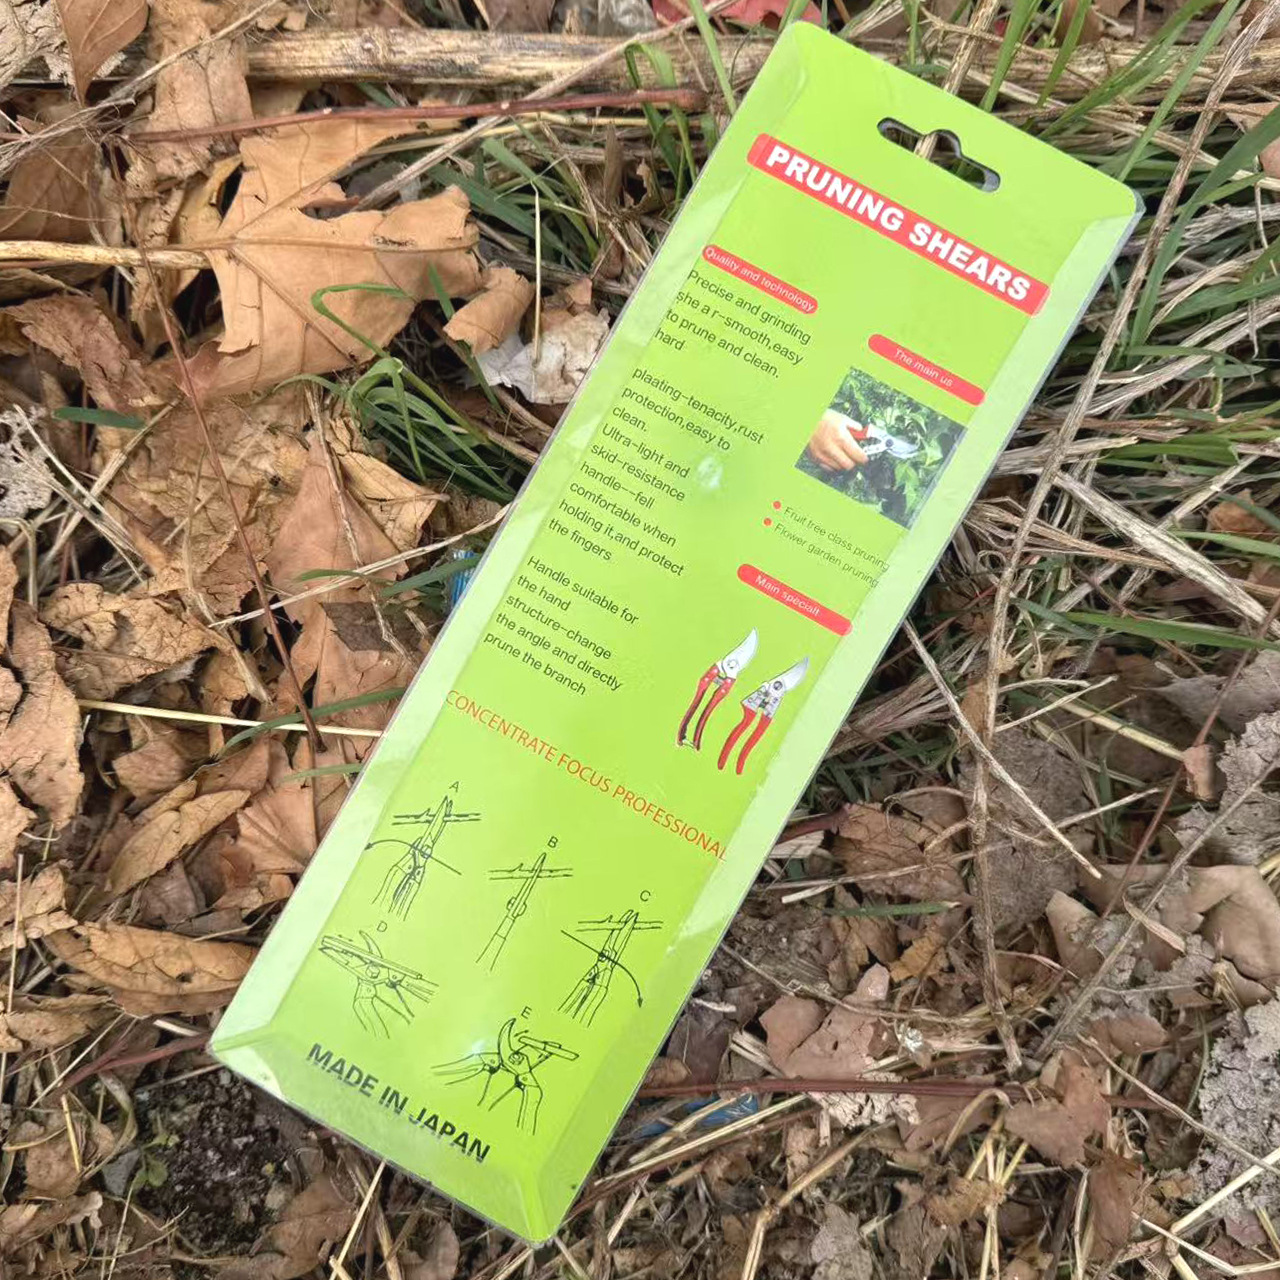 PRUNING SHEARS
Quality and technology
Precise and grinding
she a r-smooth,easy
to prune and clean.
hard
plaating-tenacity,rust
protection,easy to
clean.
Ultra-light and
skid-resistance
handle--fell
comfortable when
holding it,and protect
the fingers
Handle suitable for
the hand
structure-change
the angle and directly
prune the branch
The main us
Fruit tree class pruning
Flower garden pruning
Main specialt
CONCENTRATE FOCUS PROFESSIONAL
A
B
C
D
E
MADE IN JAPAN